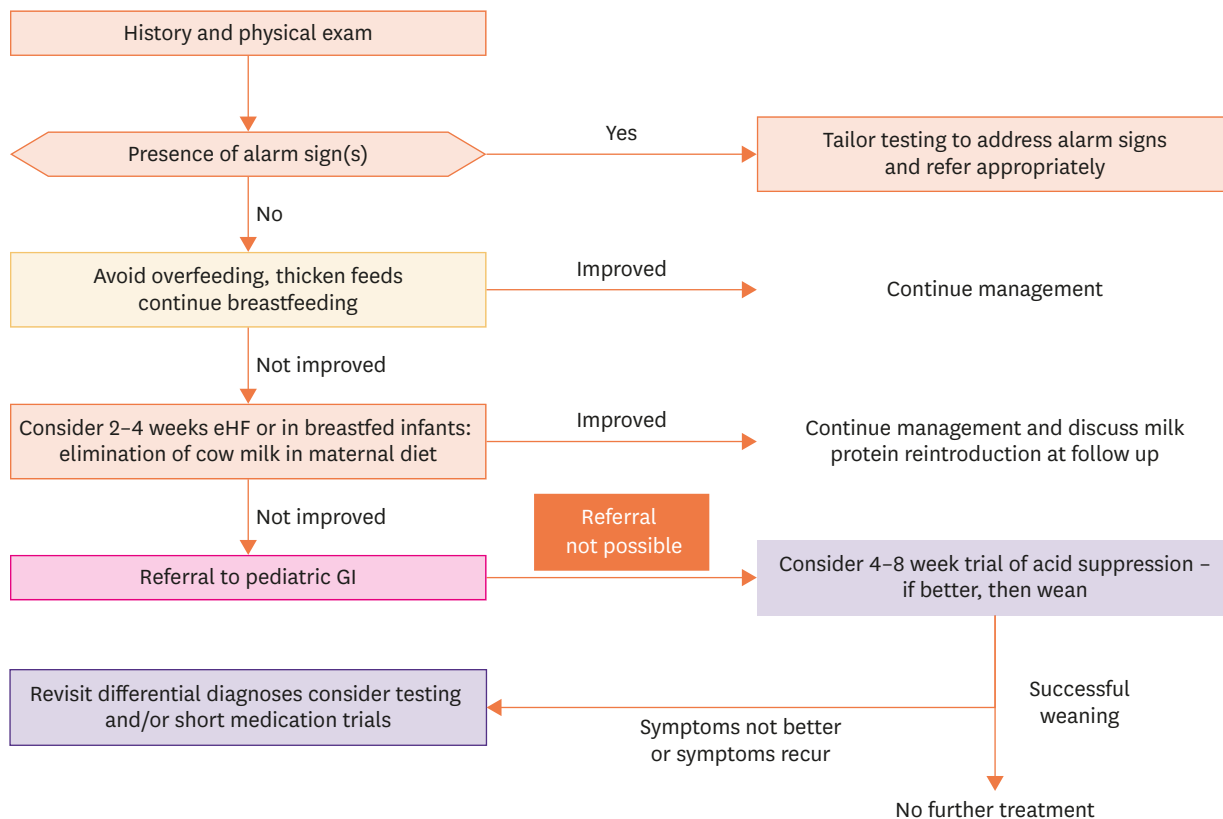 History and physical exam
Presence of alarm sign(s)
Yes
Tailor testing to address alarm signs
and refer appropriately
No
Avoid overfeeding, thicken feeds
continue breastfeeding
Improved
Continue management
Not improved
Consider 2–4 weeks eHF or in breastfed infants:
elimination of cow milk in maternal diet
Improved
Continue management and discuss milk
protein reintroduction at follow up
Not improved
Referral to pediatric GI
Referral
not possible
Consider 4–8 week trial of acid suppression –
if better, then wean
Revisit differential diagnoses consider testing
and/or short medication trials
Symptoms not better
or symptoms recur
Successful
weaning
No further treatment